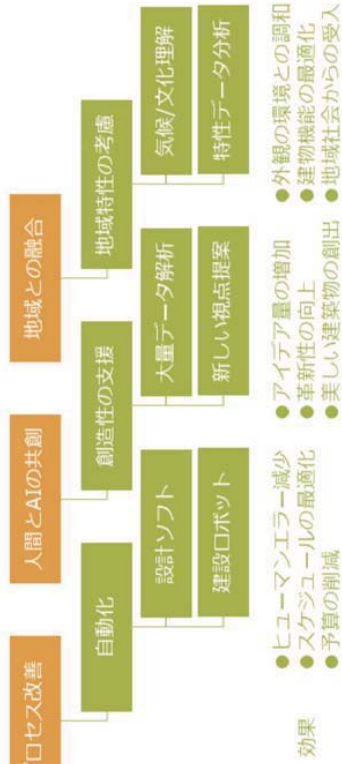 ロセス改善
人間とAIの共創
地域との融合
自動化
創造性の支援
地域特性の考慮
設計ソフト
大量データ解析
気候/文化理解
建設ロボット
新しい視点提案
特性データ分析
効果
●ヒューマンエラー減少
●スケジュールの最適化
●予算の削減
●アイデア量の増加
●革新性の向上
●美しい建築物の創出
●外観の環境との調和
●建物機能の最適化
●地域社会からの受入